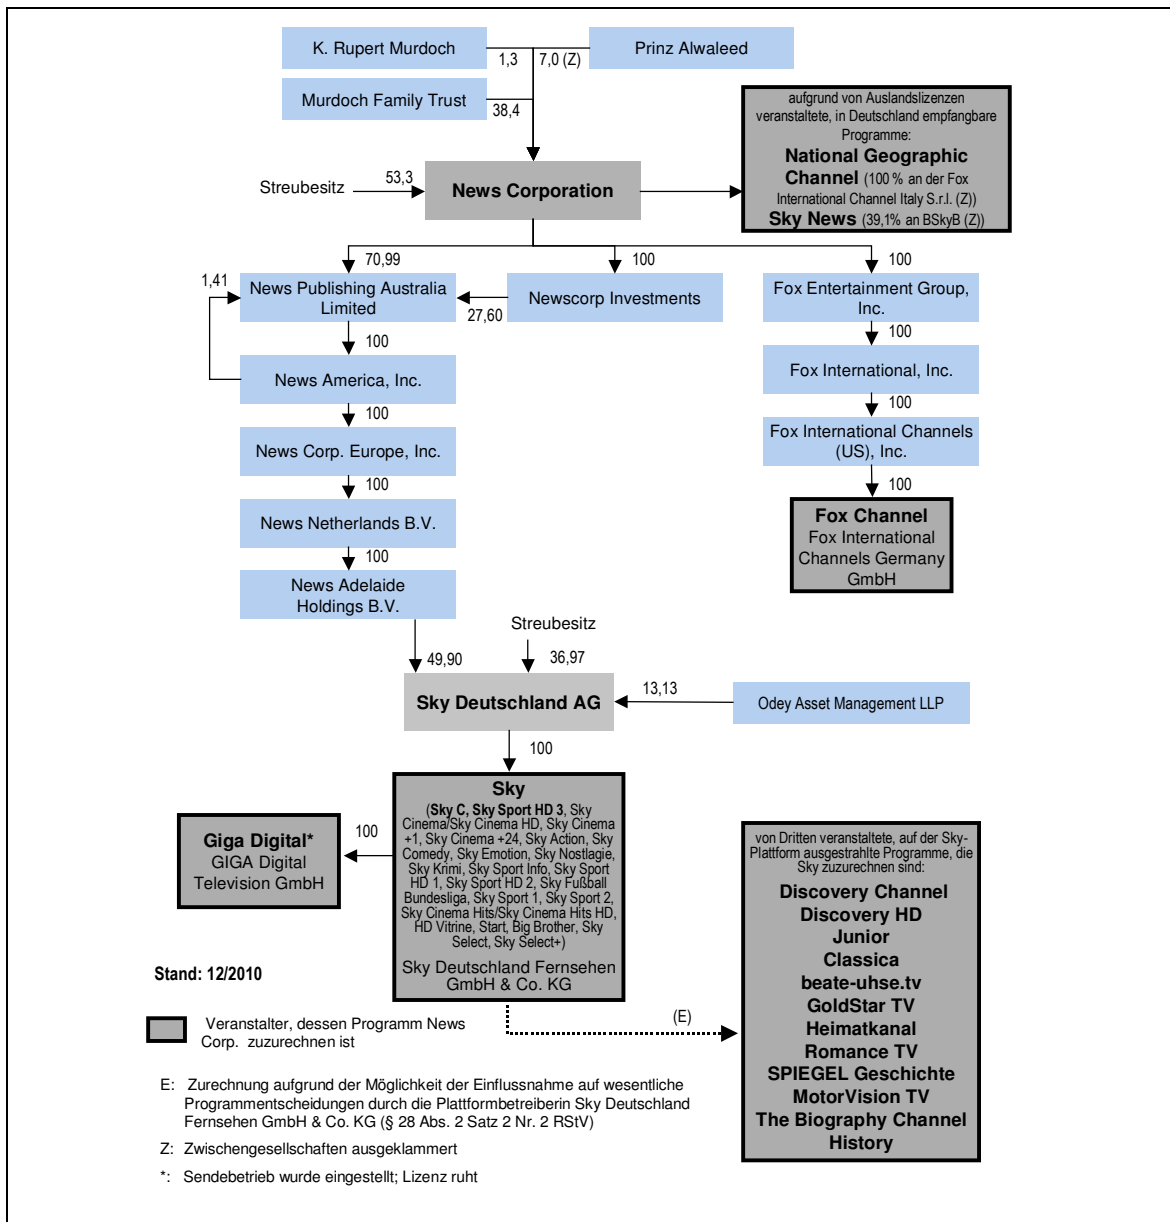 K. Rupert Murdoch
Prinz Alwaleed
1,3
7,0 (Z)
Murdoch Family Trust
38,4
aufgrund von Auslandslizenzen
veranstaltete, in Deutschland empfangbare
Programme:
National Geographic
Channel (100 % an der Fox
International Channel Italy S.r.l. (Z))
Sky News (39,1% an BSkyB (Z))
Streubesitz
53,3
News Corporation
70,99
100
100
1,41
News Publishing Australia
Limited
27,60
Newscorp Investments
Fox Entertainment Group,
Inc.
100
100
News America, Inc.
Fox International, Inc.
100
100
News Corp. Europe, Inc.
Fox International Channels
(US), Inc.
100
100
News Netherlands B.V.
Fox Channel
Fox International
Channels Germany
GmbH
100
News Adelaide
Holdings B.V.
Streubesitz
49,90
36,97
Sky Deutschland AG
13,13
Odey Asset Management LLP
100
Sky
(Sky C, Sky Sport HD 3, Sky
Cinema/Sky Cinema HD, Sky Cinema
+1, Sky Cinema +24, Sky Action, Sky
Comedy, Sky Emotion, Sky Nostlagie,
Sky Krimi, Sky Sport Info, Sky Sport
HD 1, Sky Sport HD 2, Sky Fußball
Bundesliga, Sky Sport 1, Sky Sport 2,
Sky Cinema Hits/Sky Cinema Hits HD,
HD Vitrine, Start, Big Brother, Sky
Select, Sky Select+)
Sky Deutschland Fernsehen
GmbH & Co. KG
100
Giga Digital*
GIGA Digital
Television GmbH
von Dritten veranstaltete, auf der Sky-
Plattform ausgestrahlte Programme, die
Sky zuzurechnen sind:
Discovery Channel
Discovery HD
Junior
Classica
beate-uhse.tv
GoldStar TV
Heimatkanal
Romance TV
SPIEGEL Geschichte
MotorVision TV
The Biography Channel
History
(E)
Stand: 12/2010
Veranstalter, dessen Programm News
Corp. zuzurechnen ist
E: Zurechnung aufgrund der Möglichkeit der Einflussnahme auf wesentliche
Programmentscheidungen durch die Plattformbetreiberin Sky Deutschland
Fernsehen GmbH & Co. KG (§ 28 Abs. 2 Satz 2 Nr. 2 RStV)
Z: Zwischengesellschaften ausgeklammert
*: Sendebetrieb wurde eingestellt; Lizenz ruht